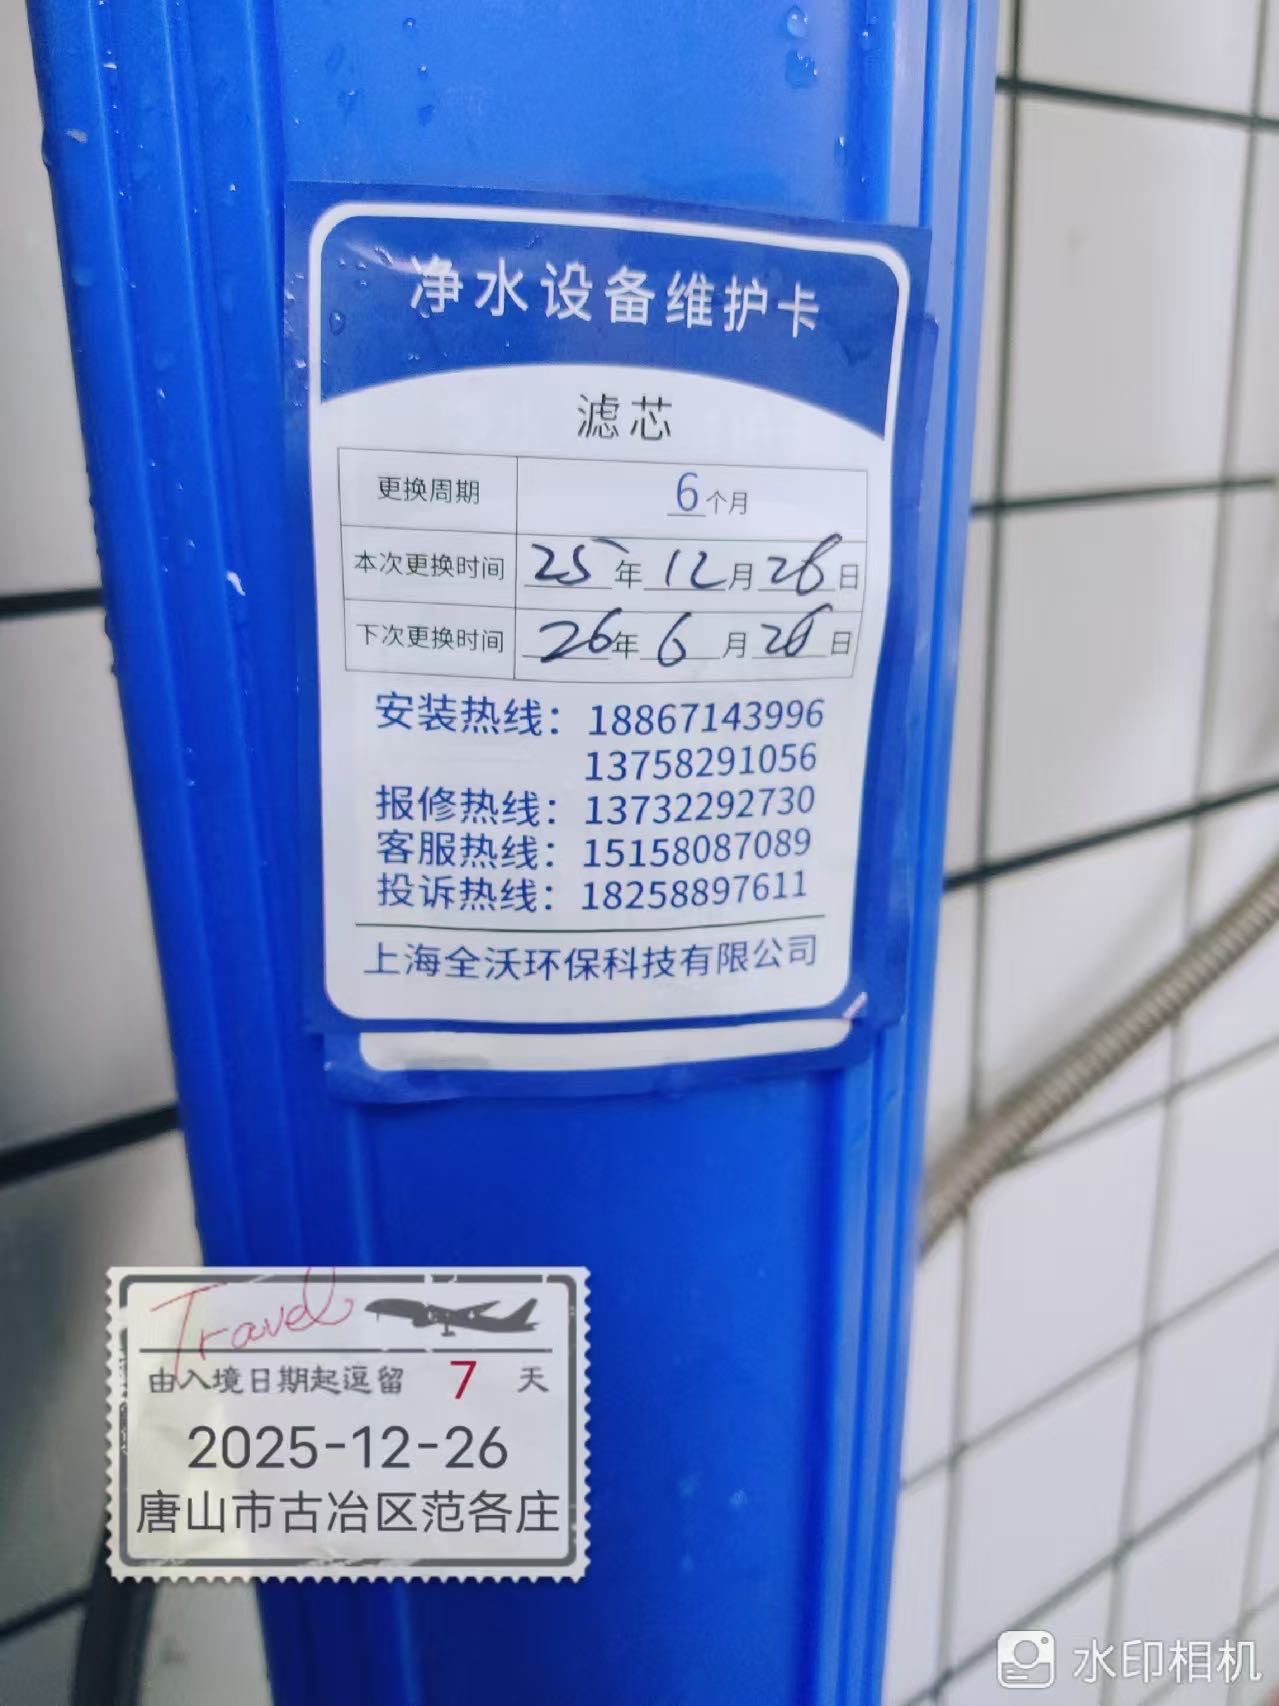 净水设备维护卡
滤芯
更换周期 6个月
本次更换时间 25年12月26日
下次更换时间 26年6月26日
安装热线：18867143996
13758291056
报修热线：13732292730
客服热线：15158087089
投诉热线：18258897611
上海全沃环保科技有限公司
Travel
由入境日期起逗留 7 天
2025-12-26
唐山市古冶区范各庄
水印相机